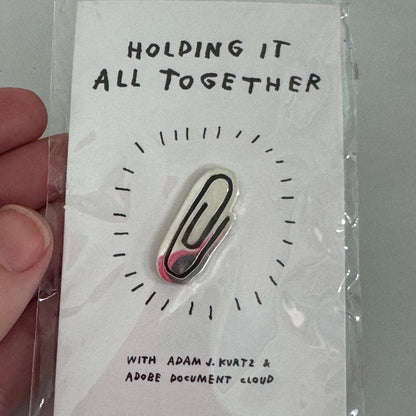 HOLDING IT
ALL TOGETHER
WITH ADAM J. KURTZ &
ADOBE DOCUMENT CLOUD